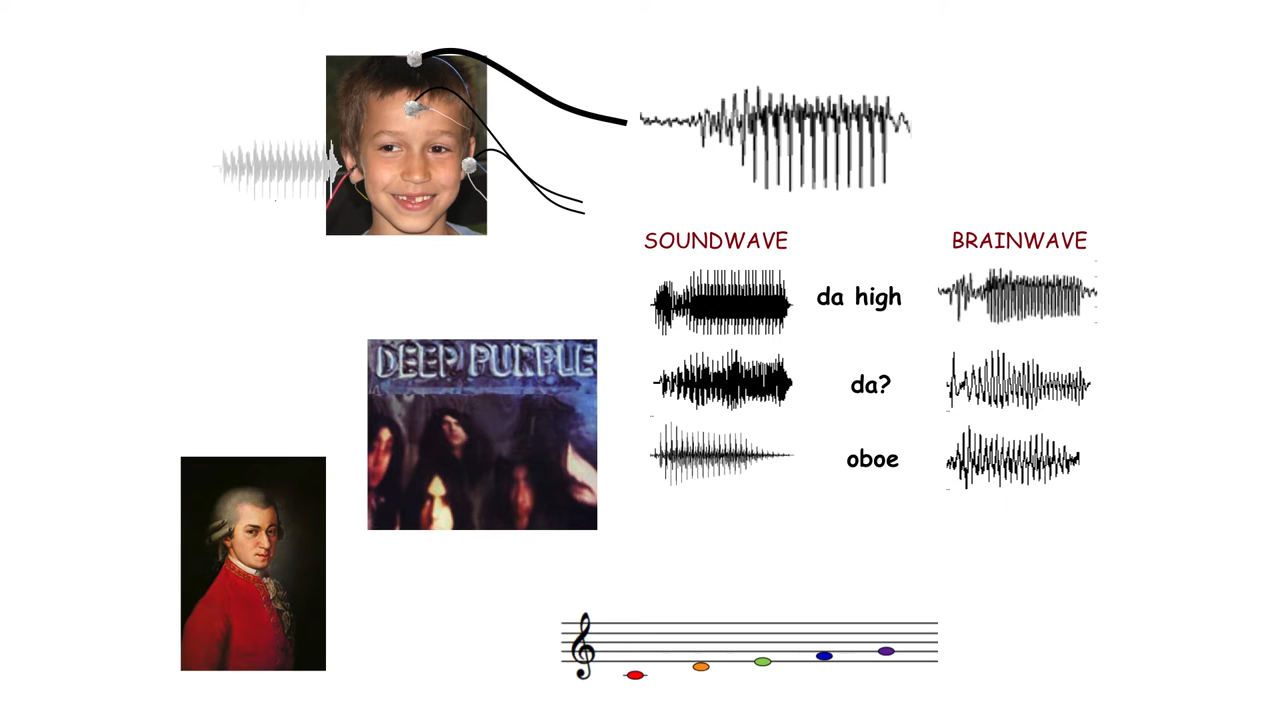 SOUNDWAVE
BRAINWAVE
da high
da?
oboe
DEEP PURPLE